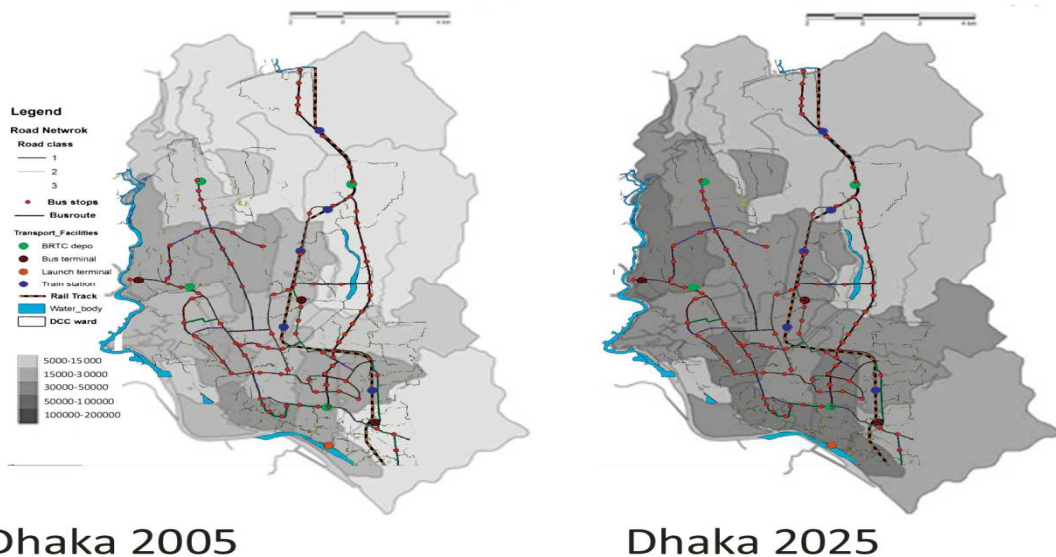 Legend
Road Netwrok
Road class
1
2
3
Bus stops
Busroute
Transport_Facilities
BRTC depo
Bus terminal
Launch terminal
Train station
Rail Track
Water_body
DCC ward
5000-15000
15000-30000
30000-50000
50000-100000
100000-200000
Dhaka 2005
Dhaka 2025